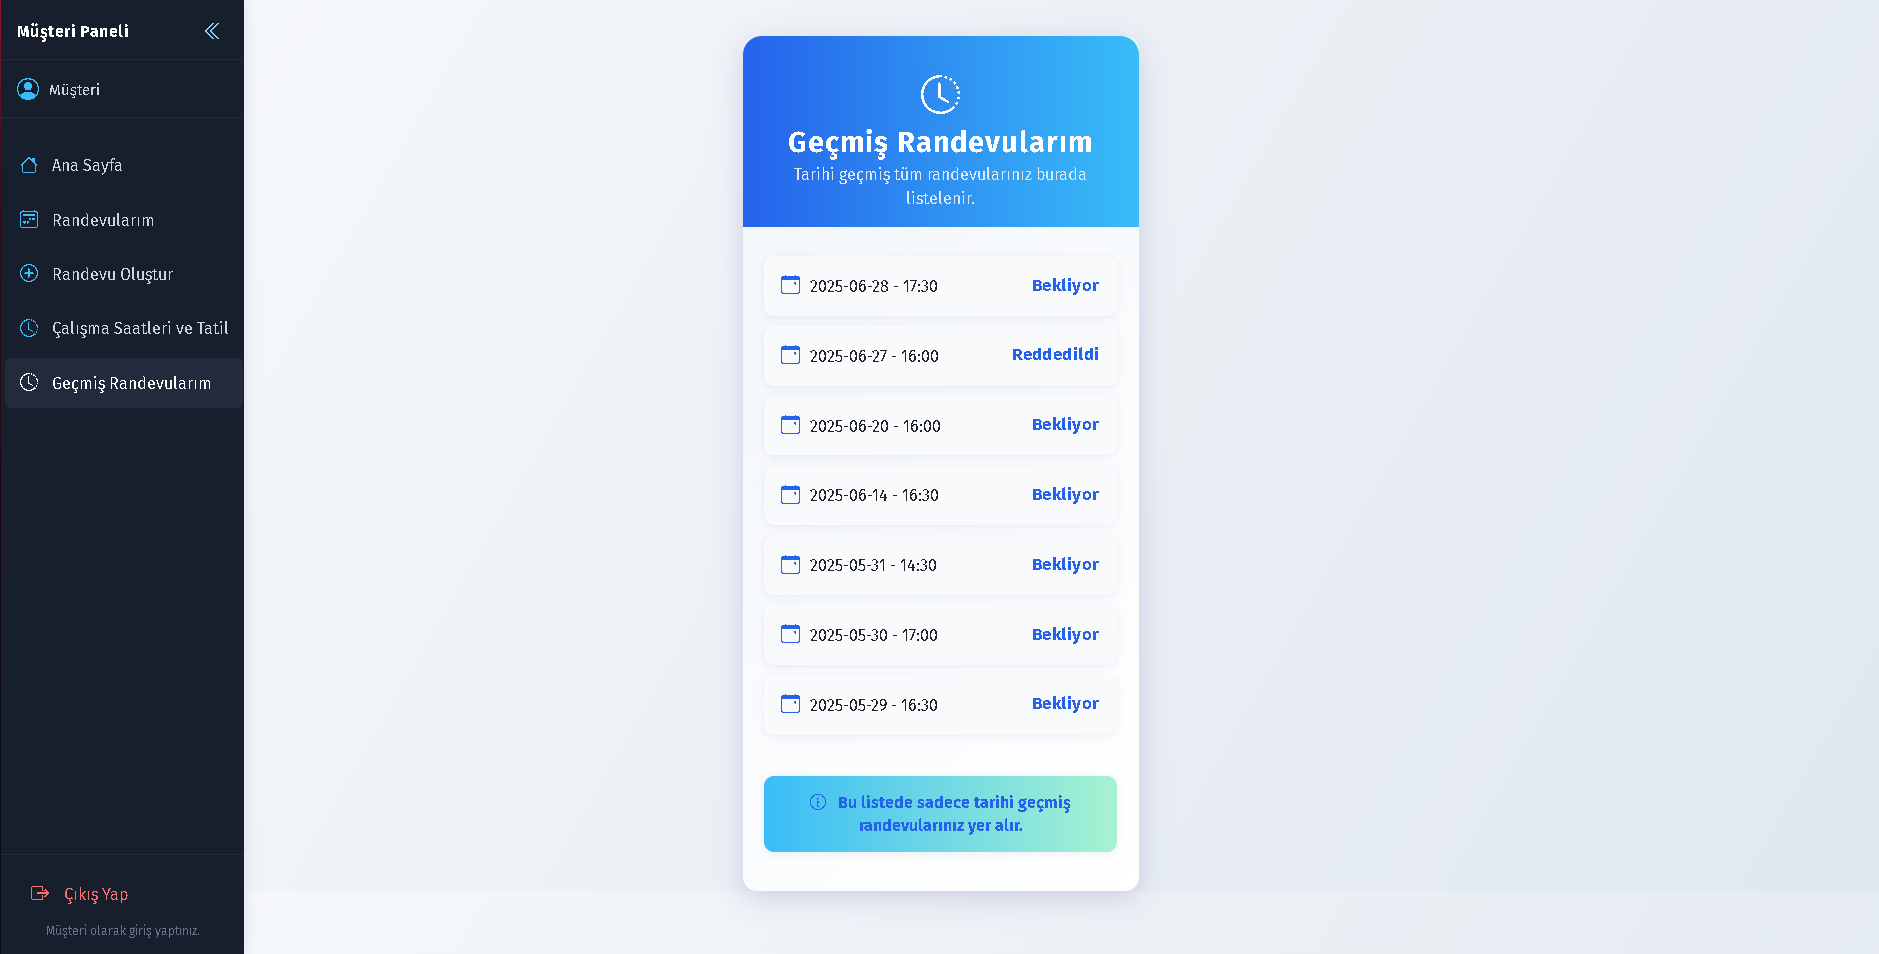 Müşteri Paneli
Müşteri
Ana Sayfa
Randevularım
Randevu Oluştur
Çalışma Saatleri ve Tatil
Geçmiş Randevularım
Çıkış Yap
Müşteri olarak giriş yaptınız.
Geçmiş Randevularım
Tarihi geçmiş tüm randevularınız burada
listelenir.
2025-06-28 - 17:30 Bekliyor
2025-06-27 - 16:00 Reddedildi
2025-06-20 - 16:00 Bekliyor
2025-06-14 - 16:30 Bekliyor
2025-05-31 - 14:30 Bekliyor
2025-05-30 - 17:00 Bekliyor
2025-05-29 - 16:30 Bekliyor
Bu listede sadece tarihi geçmiş
randevularınız yer alır.